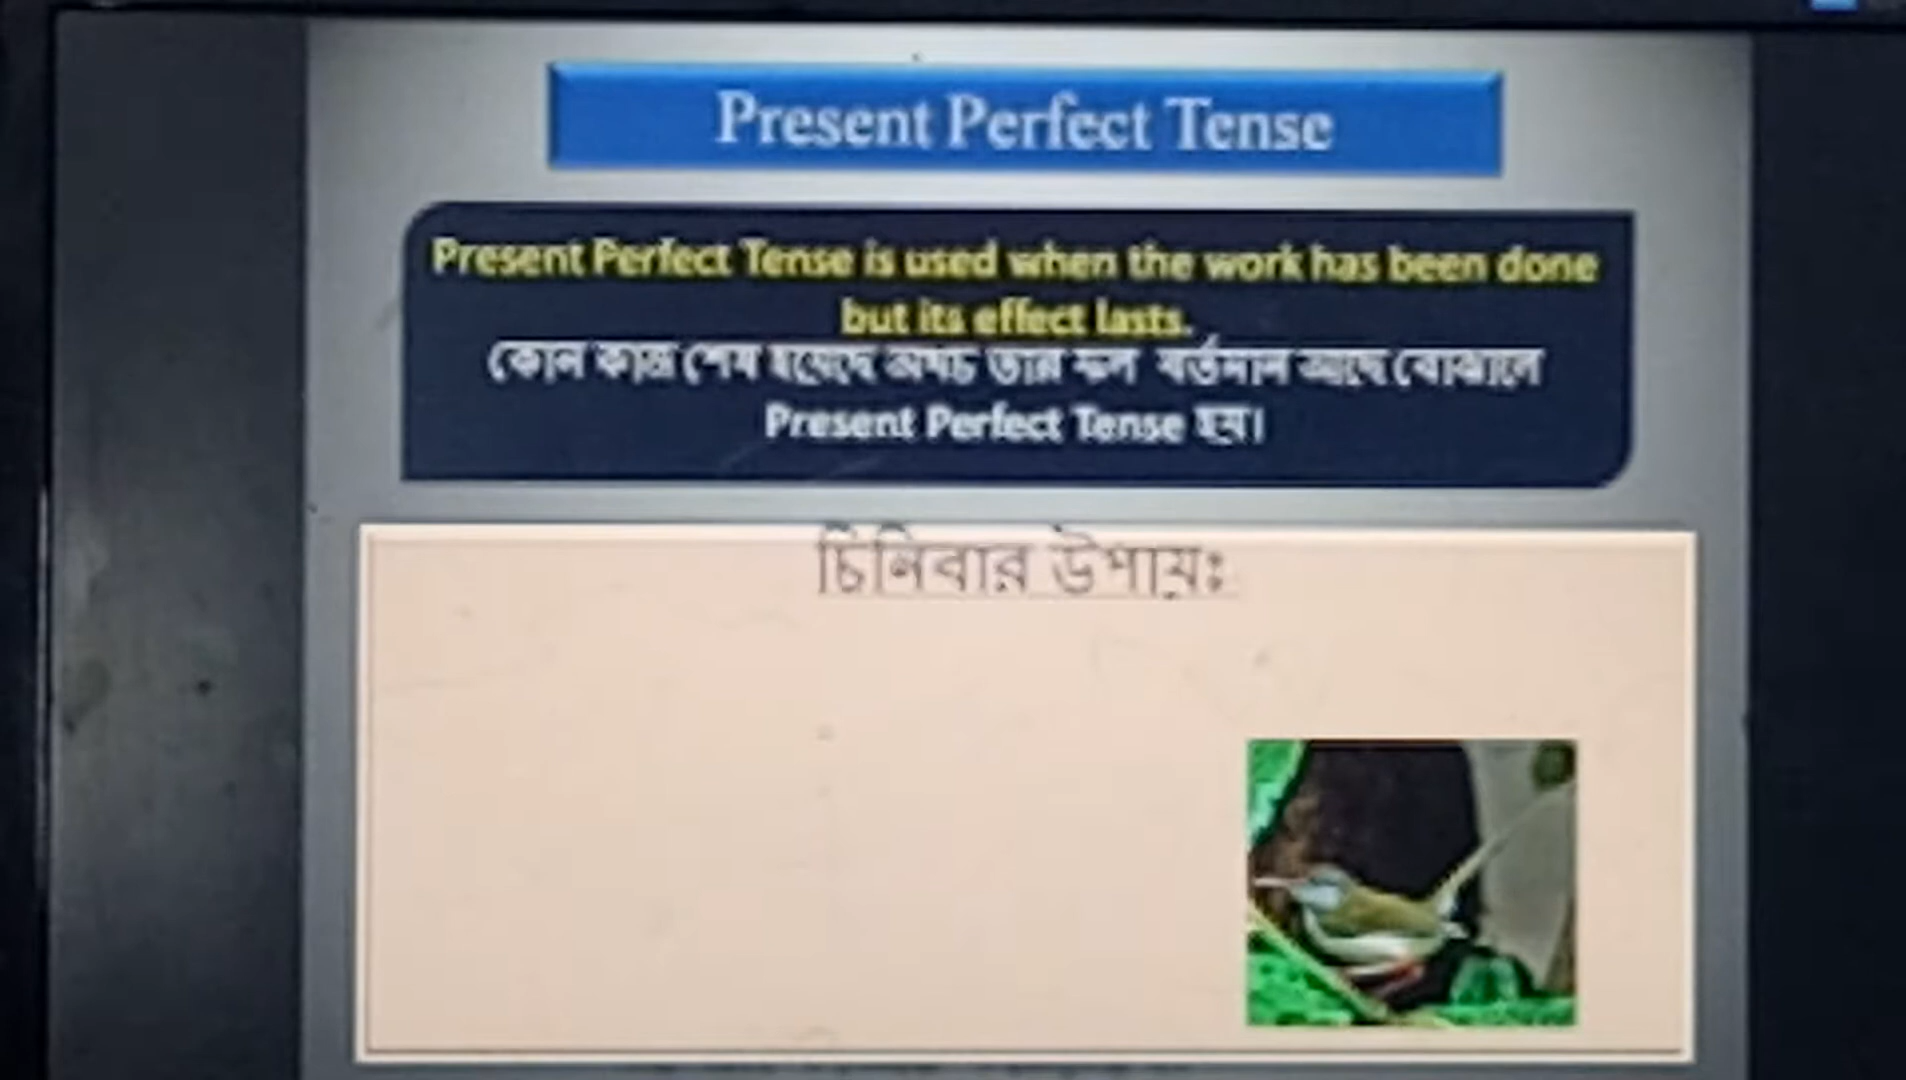 Present Perfect Tense
Present Perfect Tense is used when the work has been done
but its effect lasts.
কোন কাজ শেষ হয়েছে অথচ তার ফল বর্তমান আছে বোঝালে
Present Perfect Tense হয়।
চিনিবার উপায়ঃ